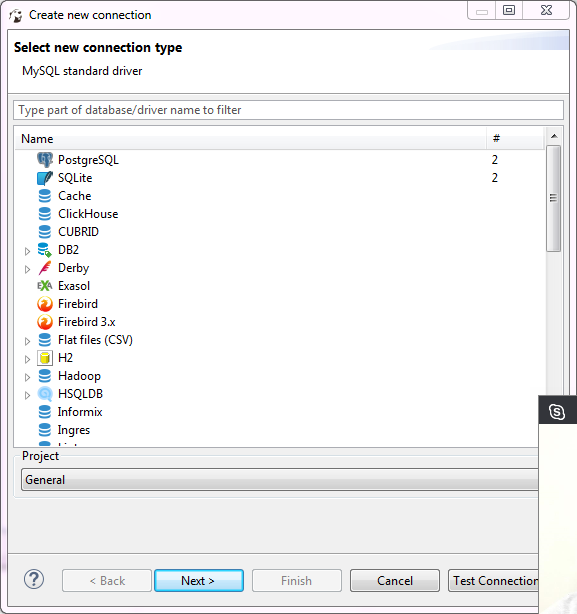 Create new connection
Select new connection type
MySQL standard driver
Type part of database/driver name to filter
Name #
PostgreSQL 2
SQLite 2
Cache
ClickHouse
CUBRID
DB2
Derby
EXA Exasol
Firebird
Firebird 3.x
Flat files (CSV)
H2
Hadoop
HSQLDB
Informix
Ingres
Project
General
? < Back Next > Finish Cancel Test Connection